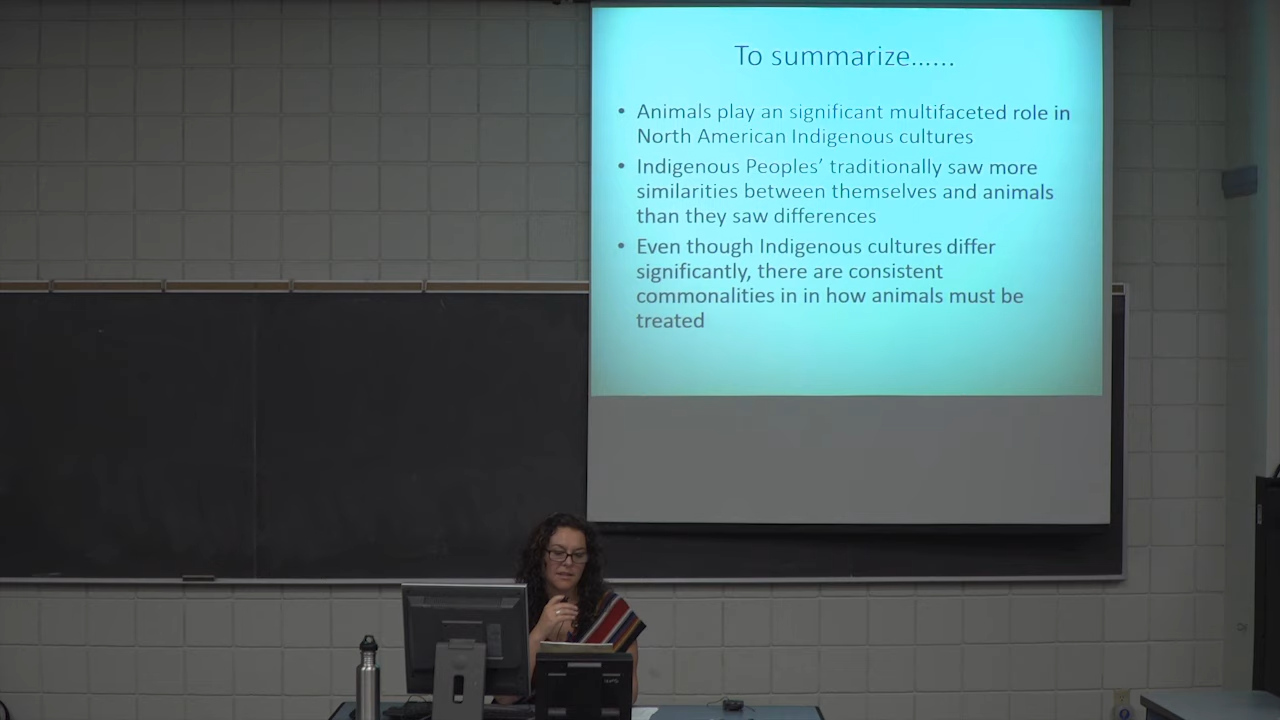 To summarize......
• Animals play an significant multifaceted role in
North American Indigenous cultures
• Indigenous Peoples’ traditionally saw more
similarities between themselves and animals
than they saw differences
• Even though Indigenous cultures differ
significantly, there are consistent
commonalities in in how animals must be
treated